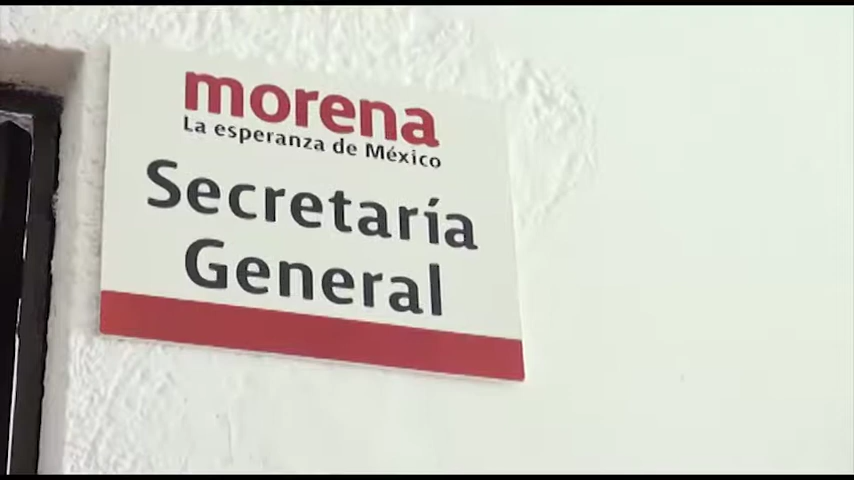 morena
La esperanza de México
Secretaría
General